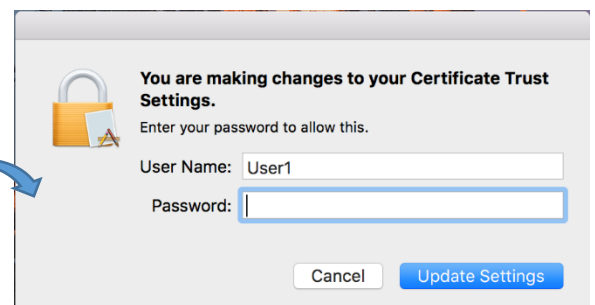 You are making changes to your Certificate Trust
Settings.
Enter your password to allow this.
User Name: User1
Password:
Cancel Update Settings